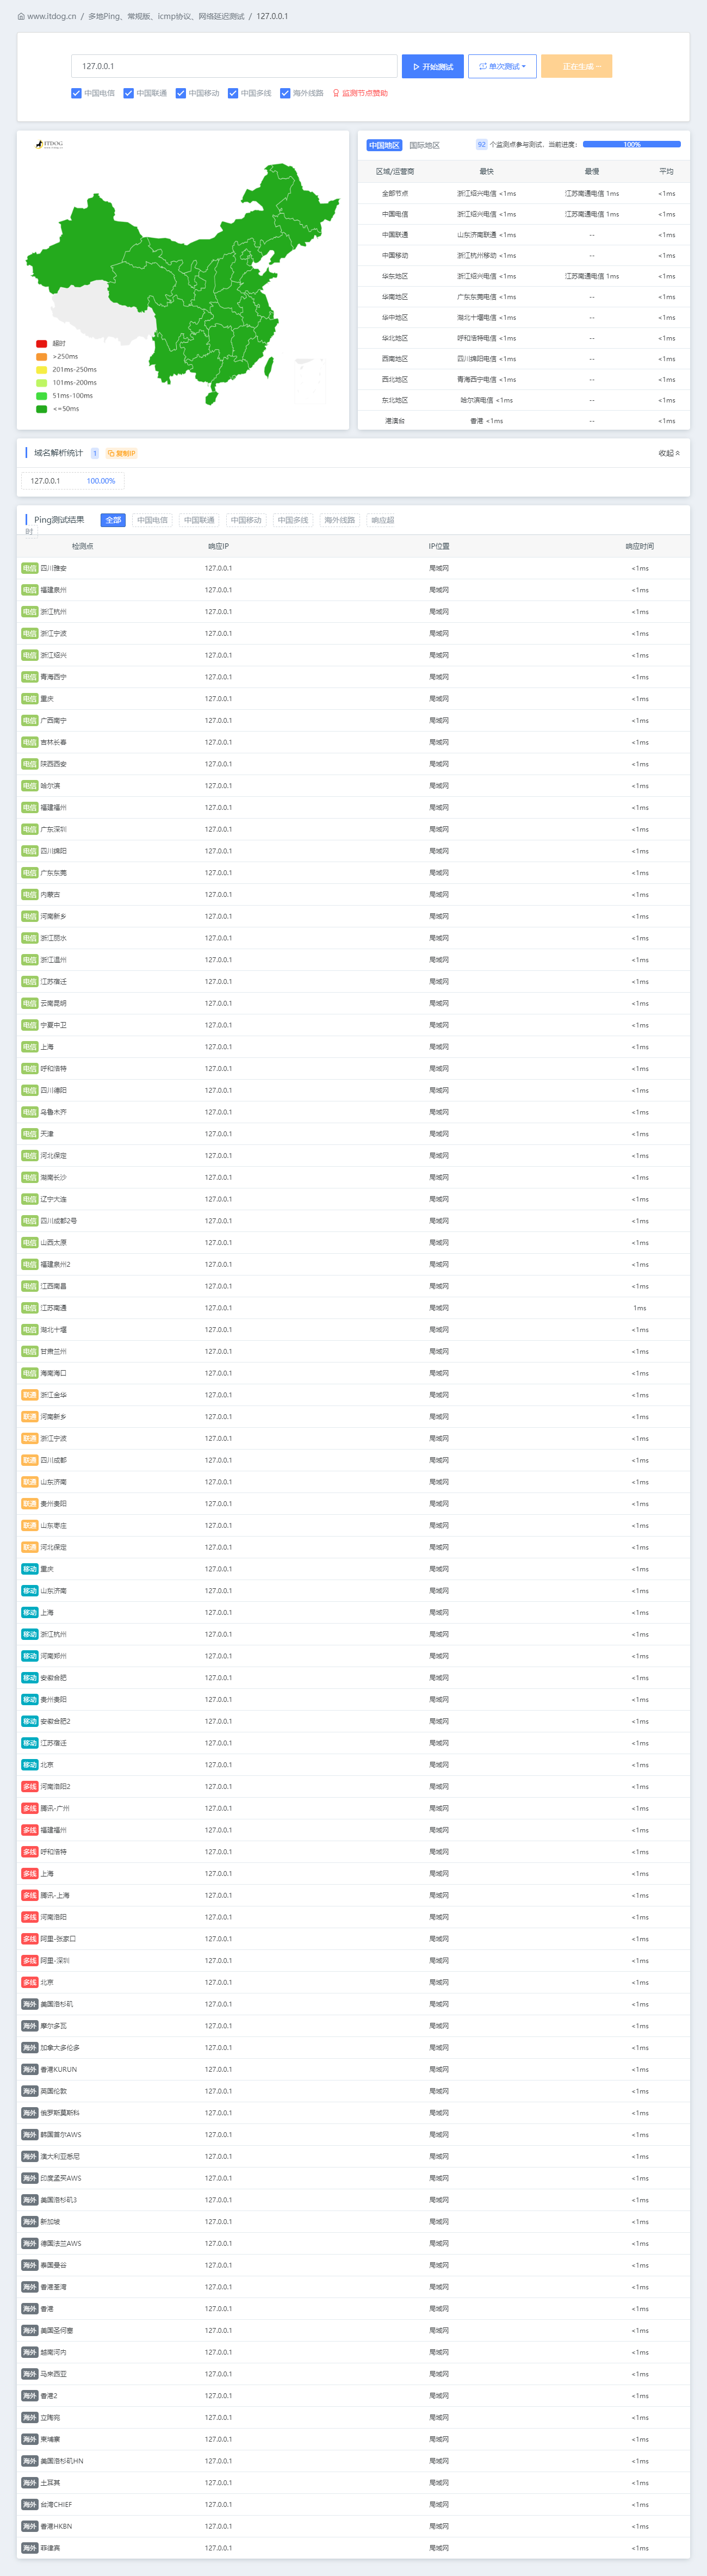 www.itdog.cn / 多地Ping、常规版、icmp协议、网络延迟测试 / 127.0.0.1
127.0.0.1 开始测试 单次测试 正在生成
中国电信 中国联通 中国移动 中国多线 海外线路 监测节点赞助
ITDOG
超时
>250ms
201ms-250ms
101ms-200ms
51ms-100ms
<=50ms
中国地区 国际地区 92 个监测点参与测试，当前进度： 100%
区域/运营商 最快 最慢 平均
全部节点 浙江绍兴电信 <1ms 江苏南通电信 1ms <1ms
中国电信 浙江绍兴电信 <1ms 江苏南通电信 1ms <1ms
中国联通 山东济南联通 <1ms -- <1ms
中国移动 浙江杭州移动 <1ms -- <1ms
华东地区 浙江绍兴电信 <1ms 江苏南通电信 1ms <1ms
华南地区 广东东莞电信 <1ms -- <1ms
华中地区 湖北十堰电信 <1ms -- <1ms
华北地区 呼和浩特电信 <1ms -- <1ms
西南地区 四川绵阳电信 <1ms -- <1ms
西北地区 青海西宁电信 <1ms -- <1ms
东北地区 哈尔滨电信 <1ms -- <1ms
港澳台 香港 <1ms -- <1ms
域名解析统计 1 复制IP 收起
127.0.0.1 100.00%
Ping测试结果 全部 中国电信 中国联通 中国移动 中国多线 海外线路 响应超
时
检测点 响应IP IP位置 响应时间
电信 四川雅安 127.0.0.1 局域网 <1ms
电信 福建泉州 127.0.0.1 局域网 <1ms
电信 浙江杭州 127.0.0.1 局域网 <1ms
电信 浙江宁波 127.0.0.1 局域网 <1ms
电信 浙江绍兴 127.0.0.1 局域网 <1ms
电信 青海西宁 127.0.0.1 局域网 <1ms
电信 重庆 127.0.0.1 局域网 <1ms
电信 广西南宁 127.0.0.1 局域网 <1ms
电信 吉林长春 127.0.0.1 局域网 <1ms
电信 陕西西安 127.0.0.1 局域网 <1ms
电信 哈尔滨 127.0.0.1 局域网 <1ms
电信 福建福州 127.0.0.1 局域网 <1ms
电信 广东深圳 127.0.0.1 局域网 <1ms
电信 四川绵阳 127.0.0.1 局域网 <1ms
电信 广东东莞 127.0.0.1 局域网 <1ms
电信 内蒙古 127.0.0.1 局域网 <1ms
电信 河南新乡 127.0.0.1 局域网 <1ms
电信 浙江丽水 127.0.0.1 局域网 <1ms
电信 浙江温州 127.0.0.1 局域网 <1ms
电信 江苏宿迁 127.0.0.1 局域网 <1ms
电信 云南昆明 127.0.0.1 局域网 <1ms
电信 宁夏中卫 127.0.0.1 局域网 <1ms
电信 上海 127.0.0.1 局域网 <1ms
电信 呼和浩特 127.0.0.1 局域网 <1ms
电信 四川德阳 127.0.0.1 局域网 <1ms
电信 乌鲁木齐 127.0.0.1 局域网 <1ms
电信 天津 127.0.0.1 局域网 <1ms
电信 河北保定 127.0.0.1 局域网 <1ms
电信 湖南长沙 127.0.0.1 局域网 <1ms
电信 辽宁大连 127.0.0.1 局域网 <1ms
电信 四川成都2号 127.0.0.1 局域网 <1ms
电信 山西太原 127.0.0.1 局域网 <1ms
电信 福建泉州2 127.0.0.1 局域网 <1ms
电信 江西南昌 127.0.0.1 局域网 <1ms
电信 江苏南通 127.0.0.1 局域网 1ms
电信 湖北十堰 127.0.0.1 局域网 <1ms
电信 甘肃兰州 127.0.0.1 局域网 <1ms
电信 海南海口 127.0.0.1 局域网 <1ms
联通 浙江金华 127.0.0.1 局域网 <1ms
联通 河南新乡 127.0.0.1 局域网 <1ms
联通 浙江宁波 127.0.0.1 局域网 <1ms
联通 四川成都 127.0.0.1 局域网 <1ms
联通 山东济南 127.0.0.1 局域网 <1ms
联通 贵州贵阳 127.0.0.1 局域网 <1ms
联通 山东枣庄 127.0.0.1 局域网 <1ms
联通 河北保定 127.0.0.1 局域网 <1ms
移动 重庆 127.0.0.1 局域网 <1ms
移动 山东济南 127.0.0.1 局域网 <1ms
移动 上海 127.0.0.1 局域网 <1ms
移动 浙江杭州 127.0.0.1 局域网 <1ms
移动 河南郑州 127.0.0.1 局域网 <1ms
移动 安徽合肥 127.0.0.1 局域网 <1ms
移动 贵州贵阳 127.0.0.1 局域网 <1ms
移动 安徽合肥2 127.0.0.1 局域网 <1ms
移动 江苏宿迁 127.0.0.1 局域网 <1ms
移动 北京 127.0.0.1 局域网 <1ms
多线 河南洛阳2 127.0.0.1 局域网 <1ms
多线 腾讯-广州 127.0.0.1 局域网 <1ms
多线 福建福州 127.0.0.1 局域网 <1ms
多线 呼和浩特 127.0.0.1 局域网 <1ms
多线 上海 127.0.0.1 局域网 <1ms
多线 腾讯-上海 127.0.0.1 局域网 <1ms
多线 河南洛阳 127.0.0.1 局域网 <1ms
多线 阿里-张家口 127.0.0.1 局域网 <1ms
多线 阿里-深圳 127.0.0.1 局域网 <1ms
多线 北京 127.0.0.1 局域网 <1ms
海外 美国洛杉矶 127.0.0.1 局域网 <1ms
海外 摩尔多瓦 127.0.0.1 局域网 <1ms
海外 加拿大多伦多 127.0.0.1 局域网 <1ms
海外 香港KURUN 127.0.0.1 局域网 <1ms
海外 英国伦敦 127.0.0.1 局域网 <1ms
海外 俄罗斯莫斯科 127.0.0.1 局域网 <1ms
海外 韩国首尔AWS 127.0.0.1 局域网 <1ms
海外 澳大利亚悉尼 127.0.0.1 局域网 <1ms
海外 印度孟买AWS 127.0.0.1 局域网 <1ms
海外 美国洛杉矶3 127.0.0.1 局域网 <1ms
海外 新加坡 127.0.0.1 局域网 <1ms
海外 德国法兰AWS 127.0.0.1 局域网 <1ms
海外 泰国曼谷 127.0.0.1 局域网 <1ms
海外 香港荃湾 127.0.0.1 局域网 <1ms
海外 香港 127.0.0.1 局域网 <1ms
海外 美国圣何塞 127.0.0.1 局域网 <1ms
海外 越南河内 127.0.0.1 局域网 <1ms
海外 马来西亚 127.0.0.1 局域网 <1ms
海外 香港2 127.0.0.1 局域网 <1ms
海外 立陶宛 127.0.0.1 局域网 <1ms
海外 柬埔寨 127.0.0.1 局域网 <1ms
海外 美国洛杉矶HN 127.0.0.1 局域网 <1ms
海外 土耳其 127.0.0.1 局域网 <1ms
海外 台湾CHIEF 127.0.0.1 局域网 <1ms
海外 香港HKBN 127.0.0.1 局域网 <1ms
海外 菲律宾 127.0.0.1 局域网 <1ms